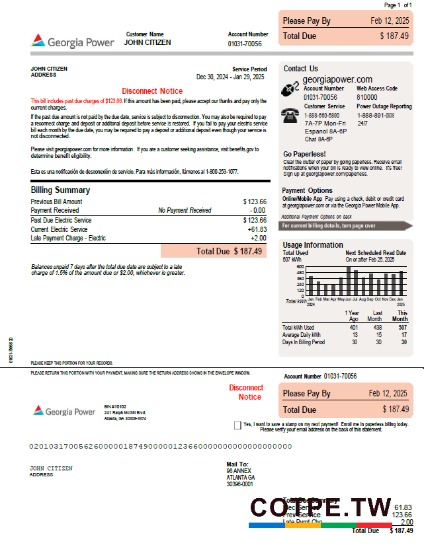 Page 1 of 1
Please Pay By Feb 12, 2025
Total Due $ 187.49
Georgia Power
Customer Name
JOHN CITIZEN
Account Number
01031-70056
JOHN CITIZEN
ADDRESS
Service Period
Dec 30, 2024 - Jan 29, 2025
Disconnect Notice
This bill includes past due charges of $123.66. If this amount has been paid, please accept our thanks and pay only the current charges.
If the past due amount is not paid by the due date, service is subject to disconnection. You may also be required to pay a reconnect charge and deposit or additional deposit before service is restored. If you fail to pay your electric service bill each month by the due date, you may be required to pay a deposit or additional deposit even though your service is not disconnected.
Please visit georgiapower.com for more information. If you are a customer seeking assistance, visit benefits.gov to determine benefit eligibility.
Esta es una notificación de desconexión de servicio. Para más información, llámenos al
Billing Summary
Previous Bill Amount $ 123.66
Payment Received No Payment Received - 0.00
Past Due Electric Service $ 123.66
Current Electric Service +61.83
Late Payment Charge - Electric +2.00
Total Due $ 187.49
Balances unpaid 7 days after the total due date are subject to a late charge of 1.5% of the amount due or $2.00, whichever is greater.
Contact Us
georgiapower.com
Account Number Web Access Code
01031-70056 810000
Customer Service Power Outage Reporting
7A-7P Mon-Fri 24/7
Espanol 8A-6P
Chat 8A-6P
Go Paperless!
Clear the clutter of paper by going paperless. Receive email notifications when your bill is ready to view online. It's free! Sign up at georgiapower.com/paperless.
Payment Options
Online/Mobile App Pay using a check, debit or credit card at georgiapower.com or via the Georgia Power Mobile App.
Additional Payment Options on back
For current billing details, turn page over
Usage Information
Total Used Next Scheduled Read Date
507 kWh On or after Feb 25, 2025
Total kWh
1 Year Ago Last Month This Month
Total kWh Used 401 438 507
Average Daily kWh 13 15 17
Days in Billing Period 30 30 30
PLEASE KEEP THIS PORTION FOR YOUR RECORDS.
PLEASE RETURN THIS PORTION WITH YOUR PAYMENT, MAKING SURE THE RETURN ADDRESS SHOWS IN THE ENVELOPE WINDOW.
Account Number 01031-70056
Georgia Power
Disconnect
Notice
Please Pay By Feb 12, 2025
Total Due $ 187.49
Yes, I want to save a stamp on my next payment! Enroll me in paperless billing today.
Please verify your email address on the back of this statement.
JOHN CITIZEN
ADDRESS
Mail To:
96 ANNEX
ATLANTA GA
30396-0001
61.83
123.66
2.00
Total Due $ 187.49
COTPE.TW